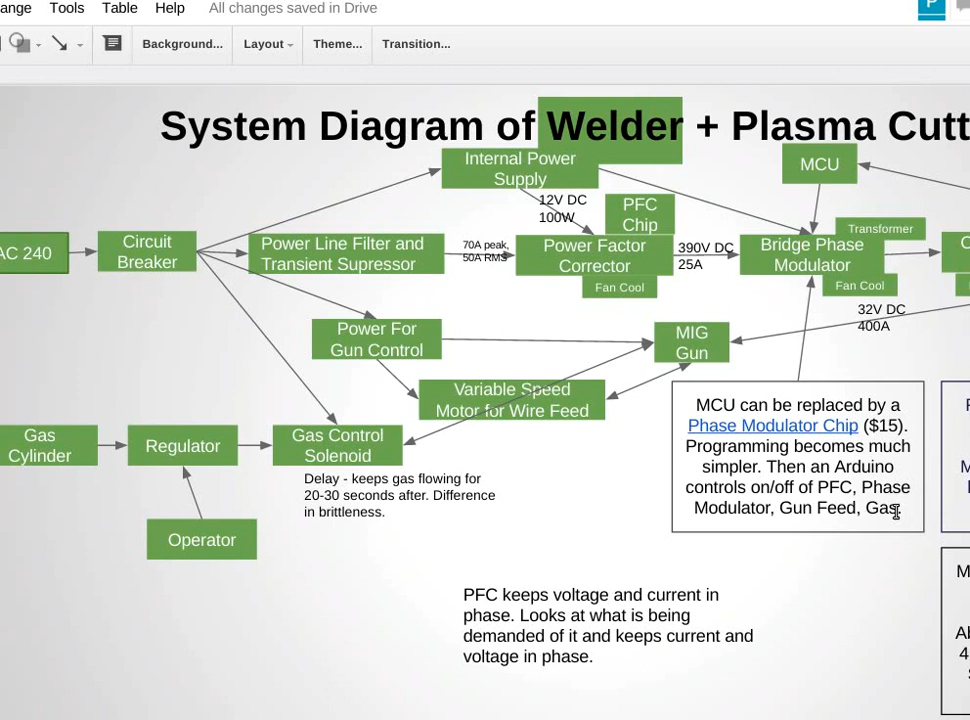 ange Tools Table Help All changes saved in Drive
P
Background... Layout Theme... Transition...
System Diagram of Welder + Plasma Cutt
Internal Power
Supply
MCU
12V DC
100W
PFC
Chip
Transformer
AC 240
Circuit
Breaker
Power Line Filter and
Transient Supressor
70A peak,
50A RMS
Power Factor
Corrector
390V DC
25A
Bridge Phase
Modulator
Fan Cool
Fan Cool
32V DC
400A
Power For
Gun Control
MIG
Gun
Variable Speed
Motor for Wire Feed
MCU can be replaced by a
Phase Modulator Chip ($15).
Programming becomes much
simpler. Then an Arduino
controls on/off of PFC, Phase
Modulator, Gun Feed, Gas.
Gas
Cylinder
Regulator
Gas Control
Solenoid
Delay - keeps gas flowing for
20-30 seconds after. Difference
in brittleness.
Operator
PFC keeps voltage and current in
phase. Looks at what is being
demanded of it and keeps current and
voltage in phase.